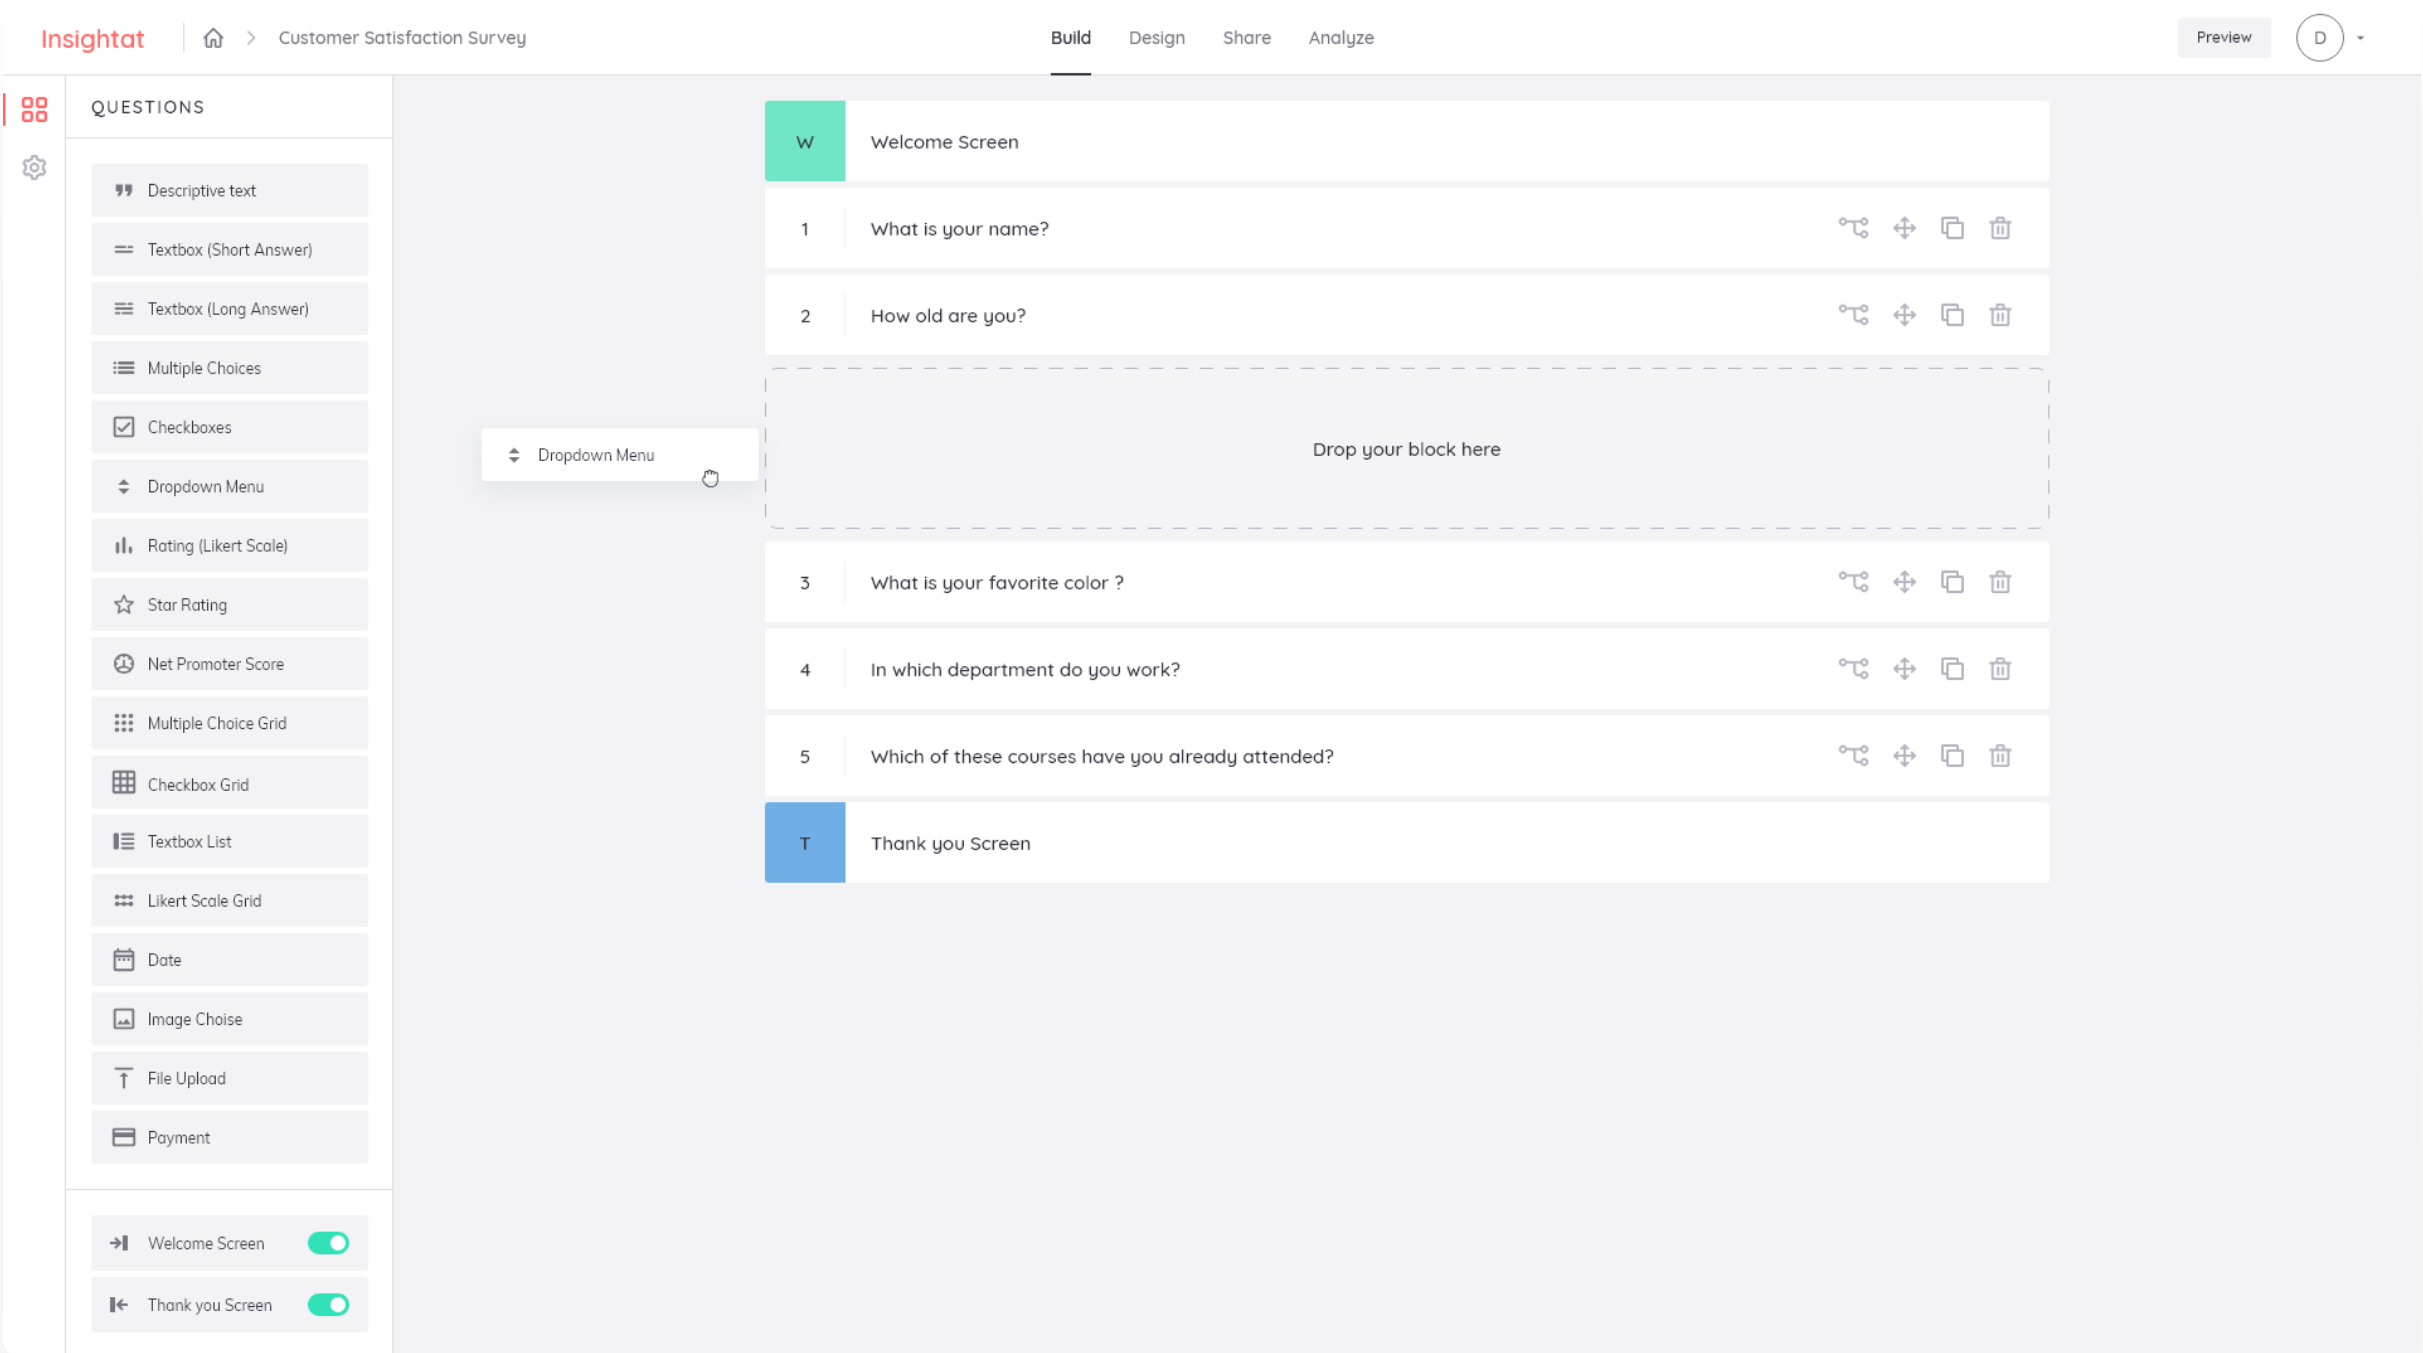 Insightat
Customer Satisfaction Survey
Build
Design
Share
Analyze
Preview
D
QUESTIONS
Descriptive text
Textbox (Short Answer)
Textbox (Long Answer)
Multiple Choices
Checkboxes
Dropdown Menu
Rating (Likert Scale)
Star Rating
Net Promoter Score
Multiple Choice Grid
Checkbox Grid
Textbox List
Likert Scale Grid
Date
Image Choise
File Upload
Payment
Welcome Screen
Thank you Screen
Dropdown Menu
W Welcome Screen
1 What is your name?
2 How old are you?
Drop your block here
3 What is your favorite color ?
4 In which department do you work?
5 Which of these courses have you already attended?
T Thank you Screen